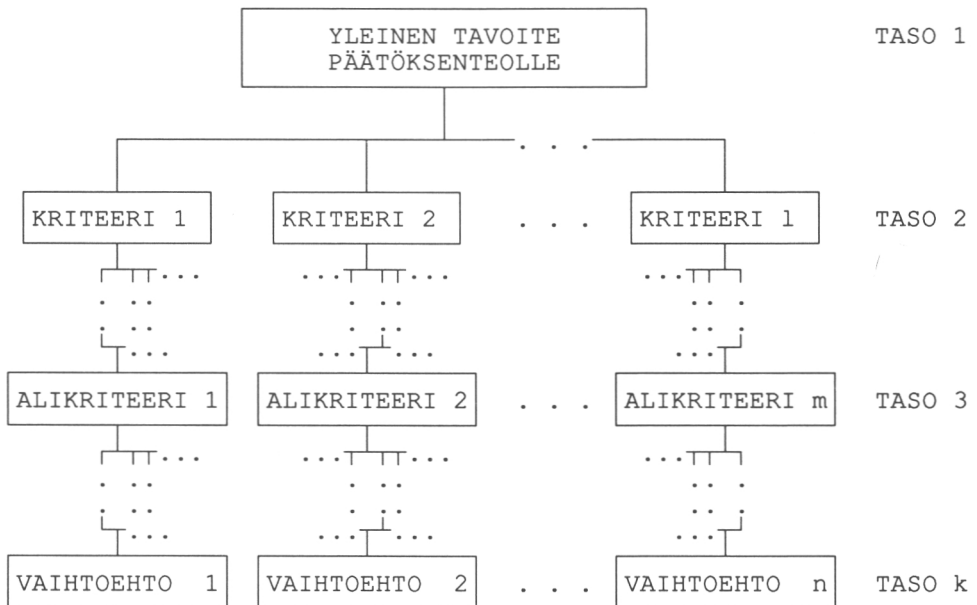 YLEINEN TAVOITE TASO 1
PÄÄTÖKSENTEOLLE
. . .
KRITEERI 1 KRITEERI 2 . . . KRITEERI l TASO 2
... ... ... ...
... ... ... ...
ALIKRITEERI 1 ALIKRITEERI 2 . . . ALIKRITEERI m TASO 3
... ... ... ...
... ... ... ...
VAIHTOEHTO 1 VAIHTOEHTO 2 . . . VAIHTOEHTO n TASO k